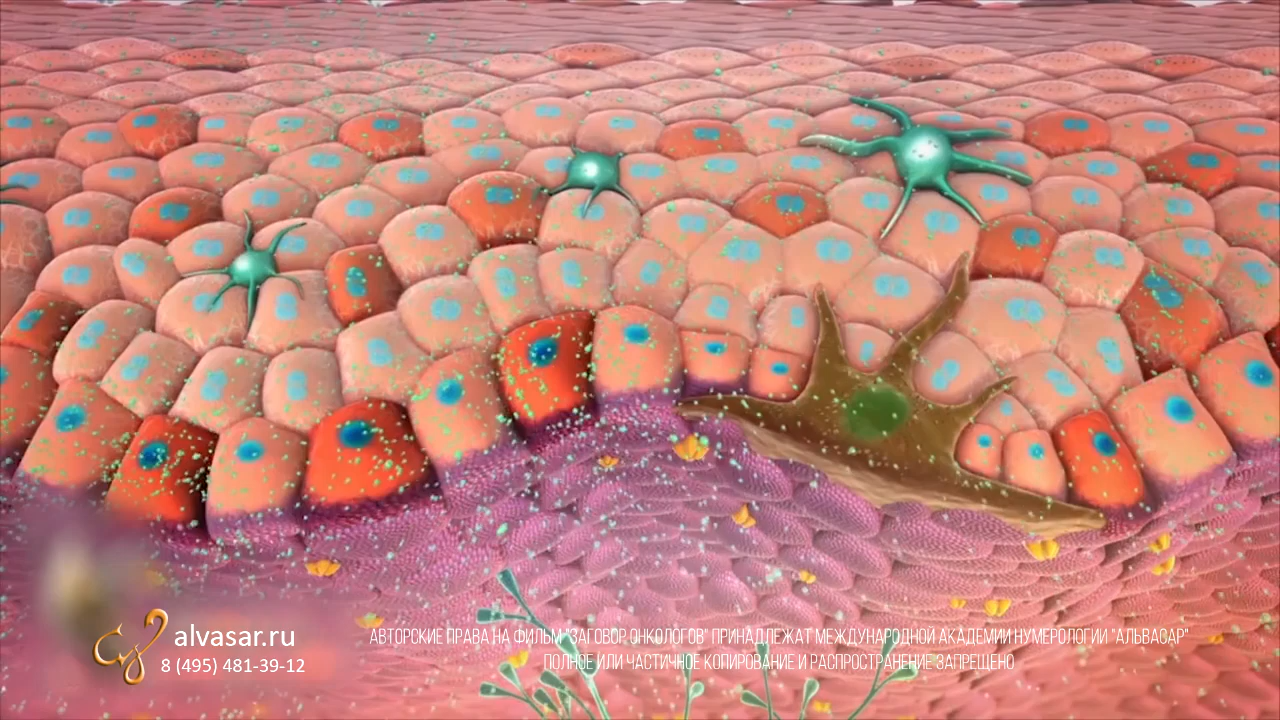 alvasar.ru
8 (495) 481-39-12
АВТОРСКИЕ ПРАВА НА ФИЛЬМ "ЗАГОВОР ОНКОЛОГОВ" ПРИНАДЛЕЖАТ МЕЖДУНАРОДНОЙ АКАДЕМИИ НУМЕРОЛОГИИ "АЛЬВАСАР"
ПОЛНОЕ ИЛИ ЧАСТИЧНОЕ КОПИРОВАНИЕ И РАСПРОСТРАНЕНИЕ ЗАПРЕЩЕНО.